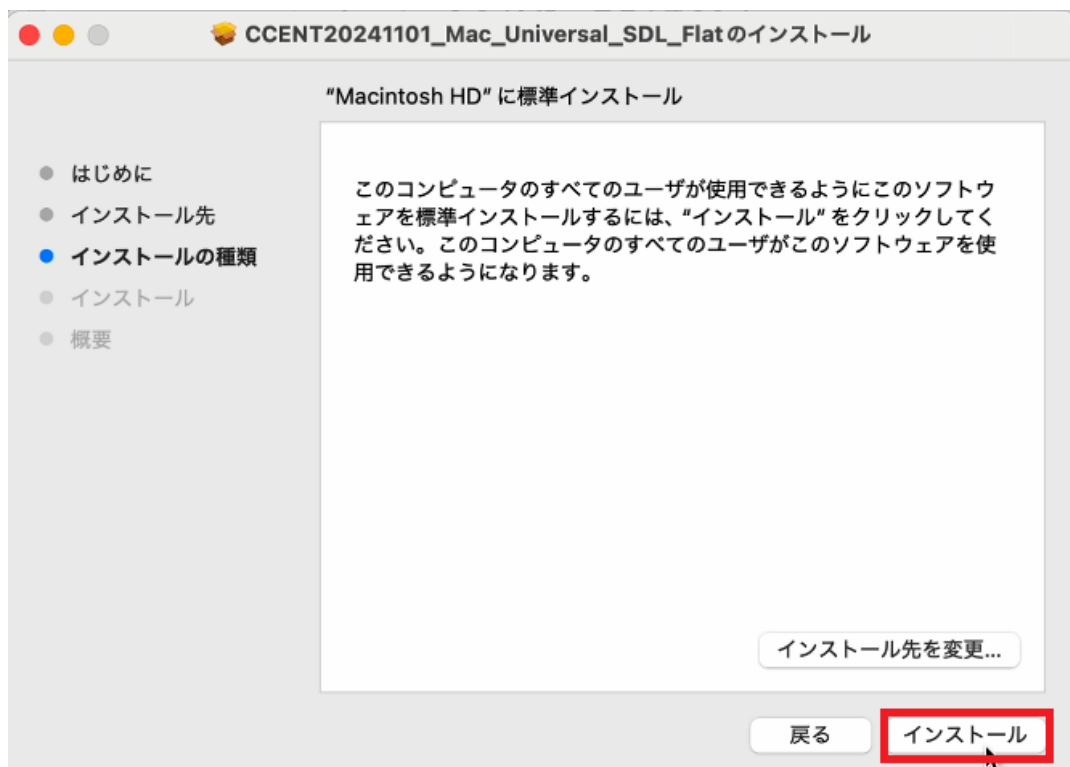 CCENT20241101_Mac_Universal_SDL_Flatのインストール
"Macintosh HD" に標準インストール
はじめに
インストール先
インストールの種類
インストール
概要
このコンピュータのすべてのユーザが使用できるようにこのソフトウ
ェアを標準インストールするには、"インストール" をクリックしてく
ださい。このコンピュータのすべてのユーザがこのソフトウェアを使
用できるようになります。
インストール先を変更...
戻る
インストール